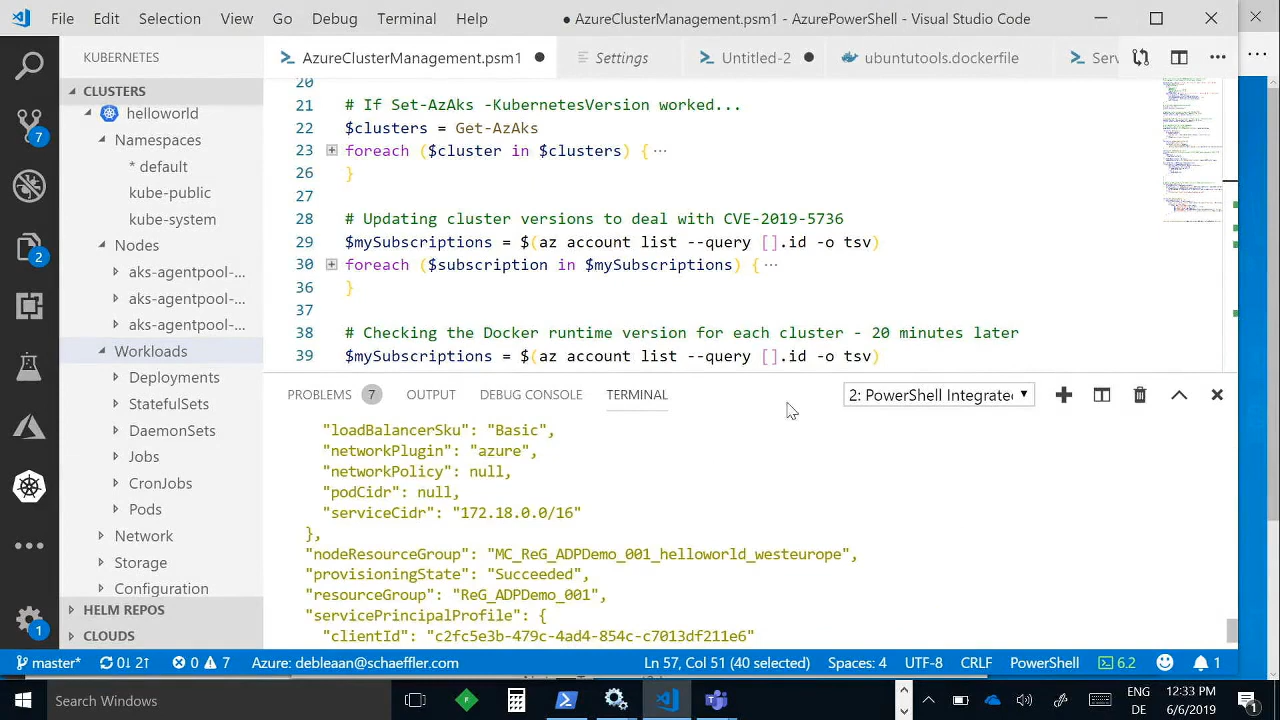 File Edit Selection View Go Debug Terminal Help
● AzureClusterManagement.psm1 - AzurePowerShell - Visual Studio Code
KUBERNETES
AzureClusterManagement.psm1
Settings
Untitled-2
ubuntutools.dockerfile
Serv
CLUSTERS
helloworld
Namespaces
* default
kube-public
kube-system
Nodes
aks-agentpool-...
aks-agentpool-...
aks-agentpool-...
Workloads
Deployments
StatefulSets
DaemonSets
Jobs
CronJobs
Pods
Network
Storage
Configuration
HELM REPOS
CLOUDS
7
2
1
20
21 # If Set-AzAks -KubernetesVersion worked...
22 $clusters = Get-AzAks
23 foreach ($cluster in $clusters) {...
26 }
27
28 # Updating cluster versions to deal with CVE-2019-5736
29 $mySubscriptions = $(az account list --query [].id -o tsv)
30 foreach ($subscription in $mySubscriptions) {...
36 }
37
38 # Checking the Docker runtime version for each cluster - 20 minutes later
39 $mySubscriptions = $(az account list --query [].id -o tsv)
PROBLEMS 7 OUTPUT DEBUG CONSOLE TERMINAL
2: PowerShell Integrated
"loadBalancerSku": "Basic",
"networkPlugin": "azure",
"networkPolicy": null,
"podCidr": null,
"serviceCidr": "172.18.0.0/16"
},
"nodeResourceGroup": "MC_ReG_ADPDemo_001_helloworld_westeurope",
"provisioningState": "Succeeded",
"resourceGroup": "ReG_ADPDemo_001",
"servicePrincipalProfile": {
"clientId": "c2fc5e3b-479c-4ad4-854c-c7013df211e6"
master* 0↓ 2↑ 0 7 Azure: debleaan@schaeffler.com
Ln 57, Col 51 (40 selected) Spaces: 4 UTF-8 CRLF PowerShell 6.2 1
Search Windows
ENG
DE
12:33 PM
6/6/2019
1